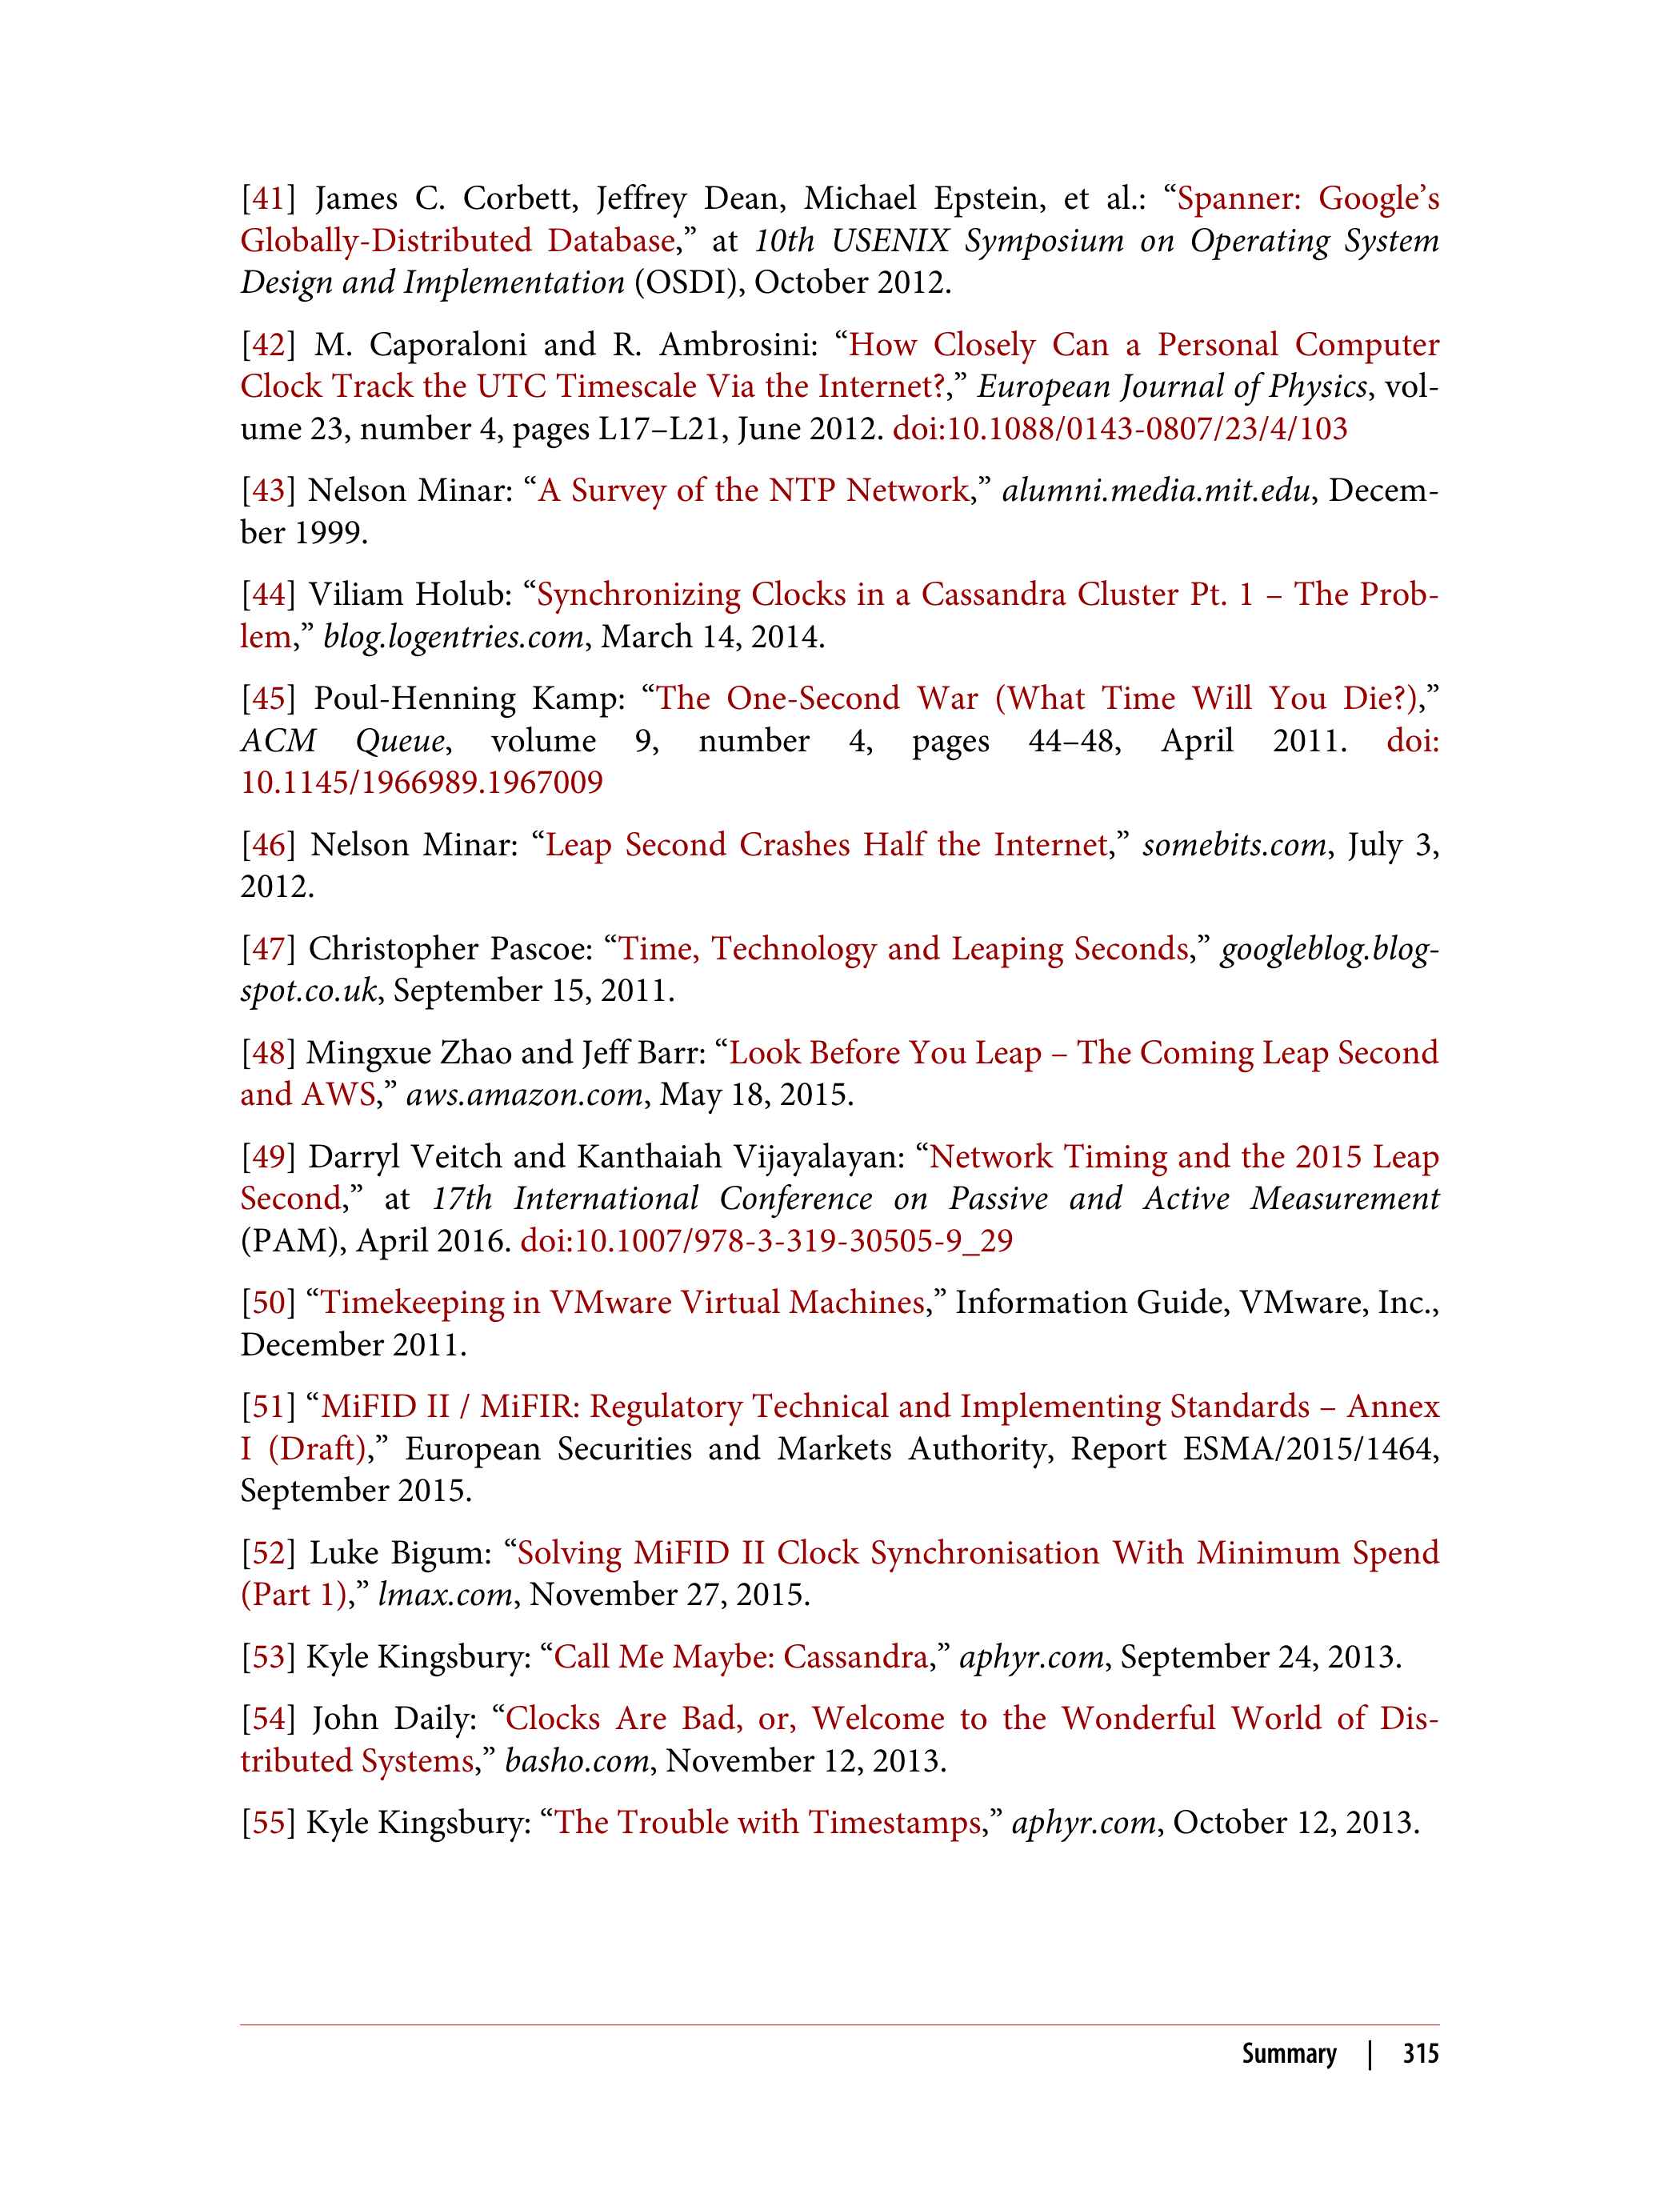 [41] James C. Corbett, Jeffrey Dean, Michael Epstein, et al.: “Spanner: Google’s
Globally-Distributed Database,” at 10th USENIX Symposium on Operating System
Design and Implementation (OSDI), October 2012.
[42] M. Caporaloni and R. Ambrosini: “How Closely Can a Personal Computer
Clock Track the UTC Timescale Via the Internet?,” European Journal of Physics, vol-
ume 23, number 4, pages L17–L21, June 2012. doi:10.1088/0143-0807/23/4/103
[43] Nelson Minar: “A Survey of the NTP Network,” alumni.media.mit.edu, Decem-
ber 1999.
[44] Viliam Holub: “Synchronizing Clocks in a Cassandra Cluster Pt. 1 – The Prob-
lem,” blog.logentries.com, March 14, 2014.
[45] Poul-Henning Kamp: “The One-Second War (What Time Will You Die?),”
ACM Queue, volume 9, number 4, pages 44–48, April 2011. doi:
10.1145/1966989.1967009
[46] Nelson Minar: “Leap Second Crashes Half the Internet,” somebits.com, July 3,
2012.
[47] Christopher Pascoe: “Time, Technology and Leaping Seconds,” googleblog.blog-
spot.co.uk, September 15, 2011.
[48] Mingxue Zhao and Jeff Barr: “Look Before You Leap – The Coming Leap Second
and AWS,” aws.amazon.com, May 18, 2015.
[49] Darryl Veitch and Kanthaiah Vijayalayan: “Network Timing and the 2015 Leap
Second,” at 17th International Conference on Passive and Active Measurement
(PAM), April 2016. doi:10.1007/978-3-319-30505-9_29
[50] “Timekeeping in VMware Virtual Machines,” Information Guide, VMware, Inc.,
December 2011.
[51] “MiFID II / MiFIR: Regulatory Technical and Implementing Standards – Annex
I (Draft),” European Securities and Markets Authority, Report ESMA/2015/1464,
September 2015.
[52] Luke Bigum: “Solving MiFID II Clock Synchronisation With Minimum Spend
(Part 1),” lmax.com, November 27, 2015.
[53] Kyle Kingsbury: “Call Me Maybe: Cassandra,” aphyr.com, September 24, 2013.
[54] John Daily: “Clocks Are Bad, or, Welcome to the Wonderful World of Dis-
tributed Systems,” basho.com, November 12, 2013.
[55] Kyle Kingsbury: “The Trouble with Timestamps,” aphyr.com, October 12, 2013.
Summary | 315